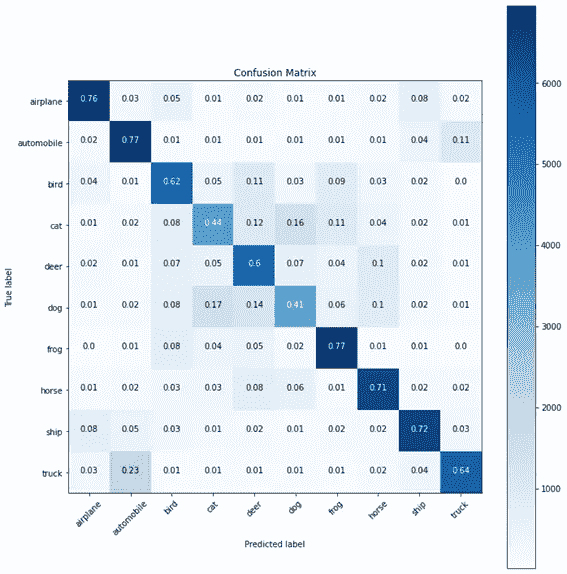 Confusion Matrix
airplane 0.76 0.03 0.05 0.01 0.02 0.01 0.01 0.02 0.08 0.02
automobile 0.02 0.77 0.01 0.01 0.01 0.01 0.01 0.01 0.04 0.11
bird 0.04 0.01 0.62 0.05 0.11 0.03 0.09 0.03 0.02 0.0
cat 0.01 0.02 0.08 0.44 0.12 0.16 0.11 0.04 0.02 0.01
deer 0.02 0.01 0.07 0.05 0.6 0.07 0.04 0.1 0.02 0.01
dog 0.01 0.02 0.08 0.17 0.14 0.41 0.06 0.1 0.02 0.01
frog 0.0 0.01 0.08 0.04 0.05 0.02 0.77 0.01 0.01 0.0
horse 0.01 0.02 0.03 0.03 0.08 0.06 0.01 0.71 0.02 0.02
ship 0.08 0.05 0.03 0.01 0.02 0.01 0.02 0.02 0.72 0.03
truck 0.03 0.23 0.01 0.01 0.01 0.01 0.01 0.02 0.04 0.64
True label
airplane automobile bird cat deer dog frog horse ship truck
Predicted label
6000
5000
4000
3000
2000
1000